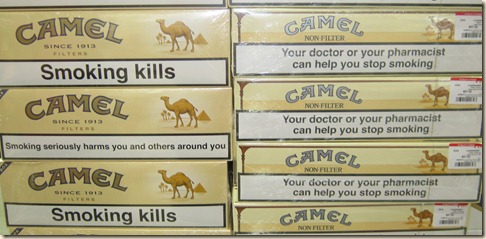 CAMEL
SINCE 1913
FILTERS
Smoking kills
CAMEL
SINCE 1913
FILTERS
Smoking seriously harms you and others around you
CAMEL
SINCE 1913
FILTERS
Smoking kills
CAMEL
NON-FILTER
Your doctor or your pharmacist
can help you stop smoking
CAMEL
NON-FILTER
Your doctor or your pharmacist
can help you stop smoking
CAMEL
NON-FILTER
Your doctor or your pharmacist
can help you stop smoking
CAMEL
NON-FILTER